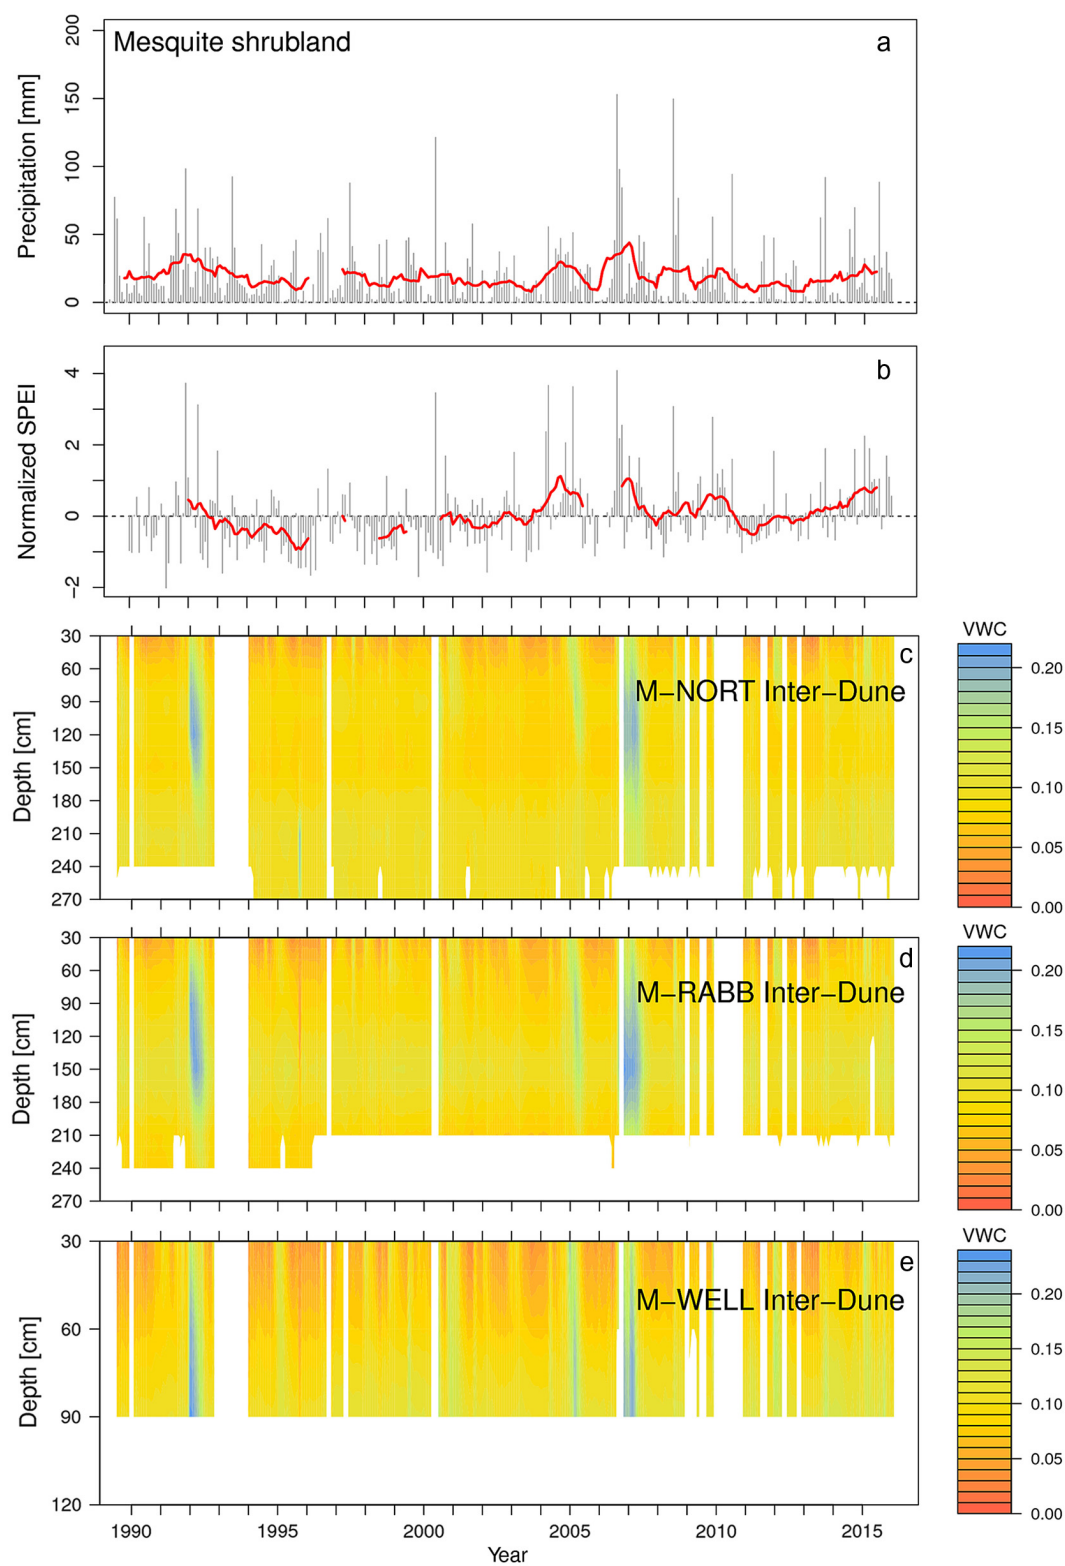 Mesquite shrubland
a
Precipitation [mm]
200
150
100
50
0
b
Normalized SPEI
4
2
0
−2
VWC
c
M−NORT Inter−Dune
Depth [cm]
30
60
90
120
150
180
210
240
270
0.20
0.15
0.10
0.05
0.00
VWC
d
M−RABB Inter−Dune
Depth [cm]
30
60
90
120
150
180
210
240
270
0.20
0.15
0.10
0.05
0.00
VWC
e
M−WELL Inter−Dune
Depth [cm]
30
60
90
120
0.20
0.15
0.10
0.05
0.00
1990 1995 2000 2005 2010 2015
Year